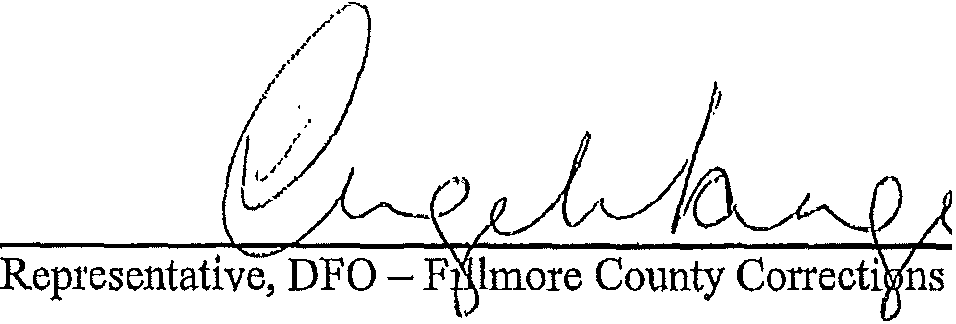 Representative, DFO – Fillmore County Corrections